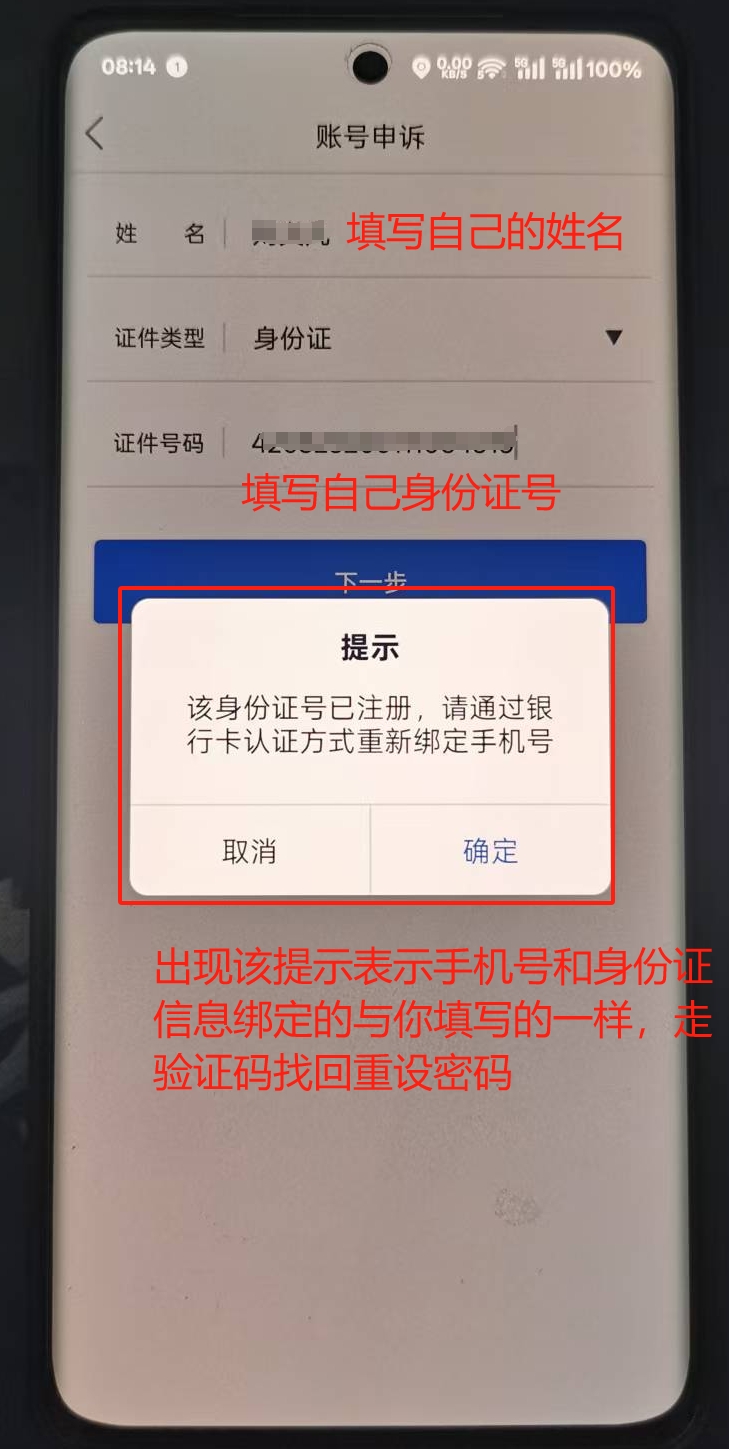 08:14 1 0.00 KB/S 5G 5G 100%
账号申诉
姓 名 填写自己的姓名
证件类型 身份证
证件号码
填写自己身份证号
下一步
提示
该身份证号已注册，请通过银
行卡认证方式重新绑定手机号
取消 确定
出现该提示表示手机号和身份证
信息绑定的与你填写的一样，走
验证码找回重设密码